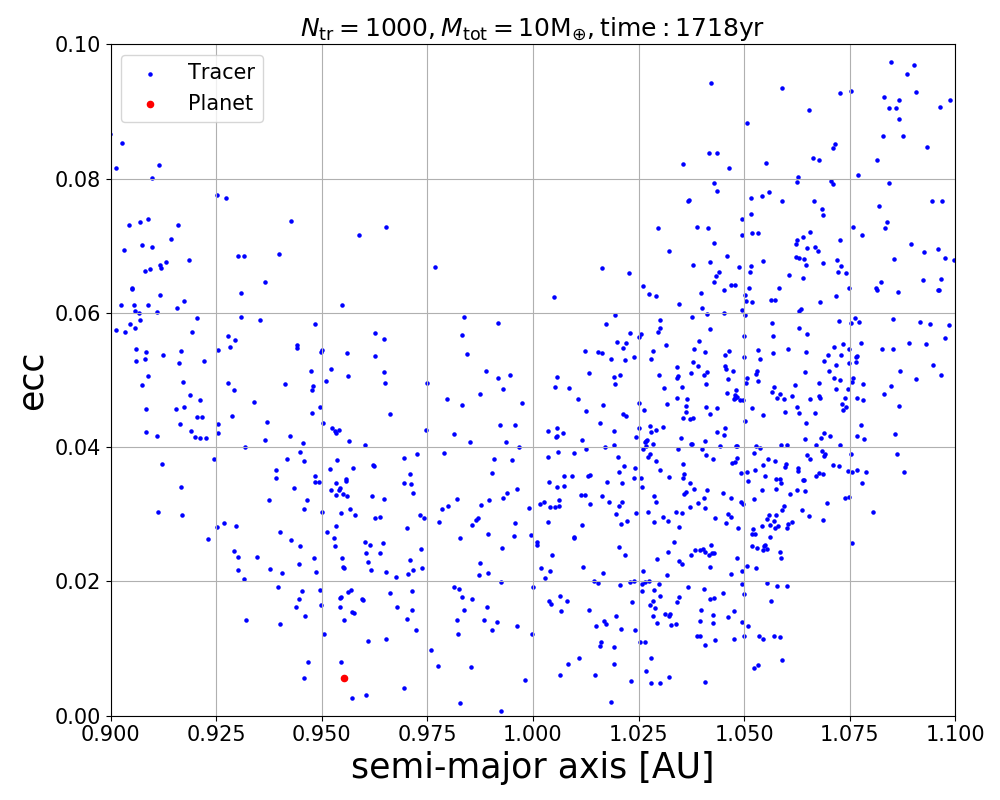 N_tr = 1000, M_tot = 10M_⊕, time : 1718yr
Tracer
Planet
ecc
0.10
0.08
0.06
0.04
0.02
0.00
0.900 0.925 0.950 0.975 1.000 1.025 1.050 1.075 1.100
semi-major axis [AU]